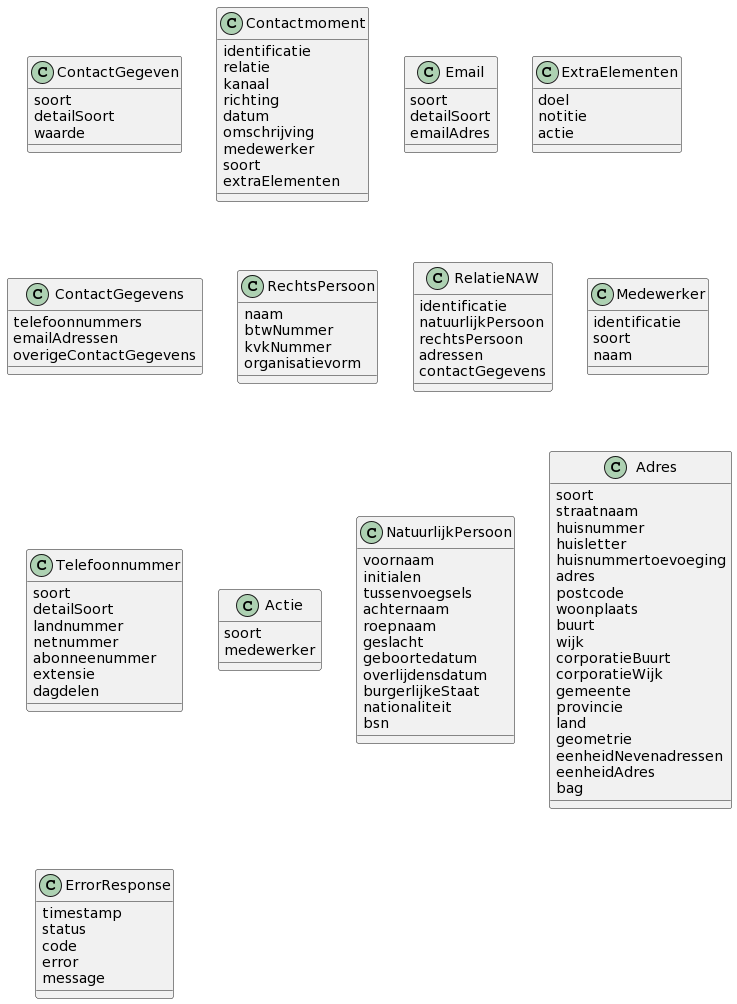 C ContactGegeven
soort
detailSoort
waarde
C Contactmoment
identificatie
relatie
kanaal
richting
datum
omschrijving
medewerker
soort
extraElementen
C Email
soort
detailSoort
emailAdres
C ExtraElementen
doel
notitie
actie
C ContactGegevens
telefoonnummers
emailAdressen
overigeContactGegevens
C RechtsPersoon
naam
btwNummer
kvkNummer
organisatievorm
C RelatieNAW
identificatie
natuurlijkPersoon
rechtsPersoon
adressen
contactGegevens
C Medewerker
identificatie
soort
naam
C Telefoonnummer
soort
detailSoort
landnummer
netnummer
abonneenummer
extensie
dagdelen
C Actie
soort
medewerker
C NatuurlijkPersoon
voornaam
initialen
tussenvoegsels
achternaam
roepnaam
geslacht
geboortedatum
overlijdensdatum
burgerlijkeStaat
nationaliteit
bsn
C Adres
soort
straatnaam
huisnummer
huisletter
huisnummertoevoeging
adres
postcode
woonplaats
buurt
wijk
corporatieBuurt
corporatieWijk
gemeente
provincie
land
geometrie
eenheidNevenadressen
eenheidAdres
bag
C ErrorResponse
timestamp
status
code
error
message